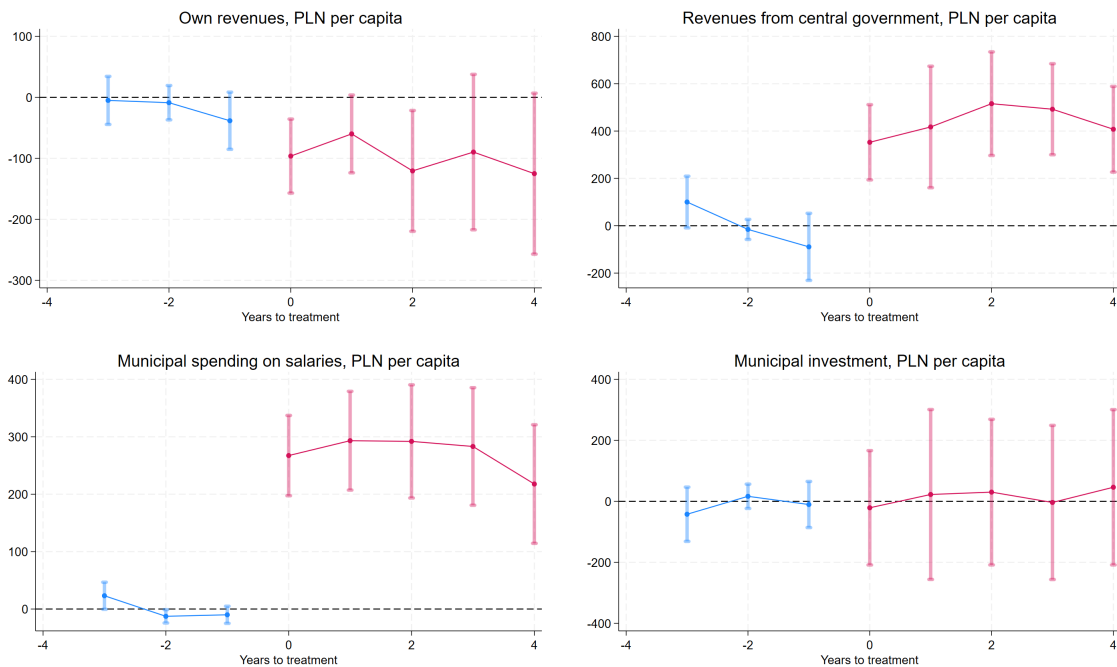 Own revenues, PLN per capita
100
0
-100
-200
-300
-4 -2 0 2 4
Years to treatment
Revenues from central government, PLN per capita
800
600
400
200
0
-200
-4 -2 0 2 4
Years to treatment
Municipal spending on salaries, PLN per capita
400
300
200
100
0
-4 -2 0 2 4
Years to treatment
Municipal investment, PLN per capita
400
200
0
-200
-400
-4 -2 0 2 4
Years to treatment